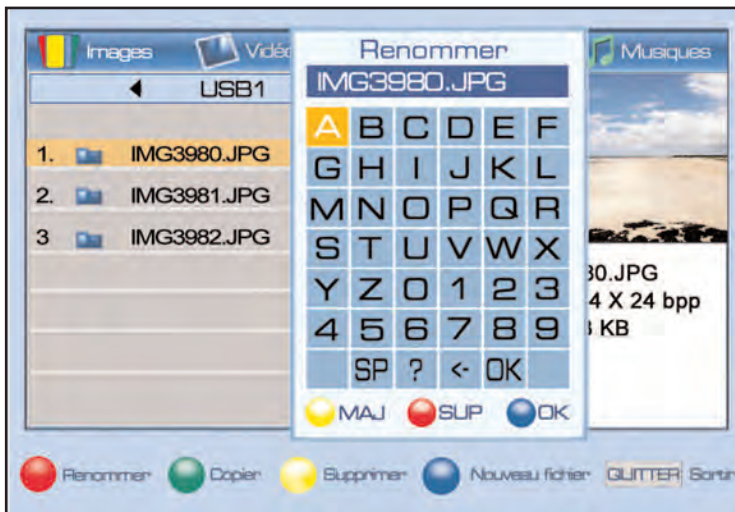 Images
Vidé
Musiques
USB1
1. IMG3980.JPG
2. IMG3981.JPG
3 IMG3982.JPG
Renommer
IMG3980.JPG
A B C D E F
G H I J K L
M N O P Q R
S T U V W X
Y Z 0 1 2 3
4 5 6 7 8 9
SP ? <- OK
MAJ SUP OK
30.JPG
4 X 24 bpp
KB
Renommer Copier Supprimer Nouveau fichier QUITTER Sortir